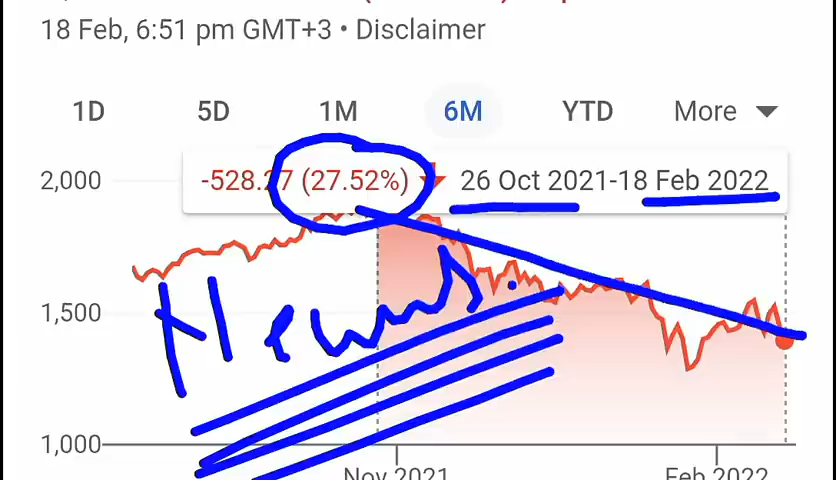 18 Feb, 6:51 pm GMT+3 • Disclaimer
1D 5D 1M 6M YTD More
2,000
-528.27 (27.52%) 26 Oct 2021-18 Feb 2022
1,500
News
1,000
Nov 2021 Feb 2022